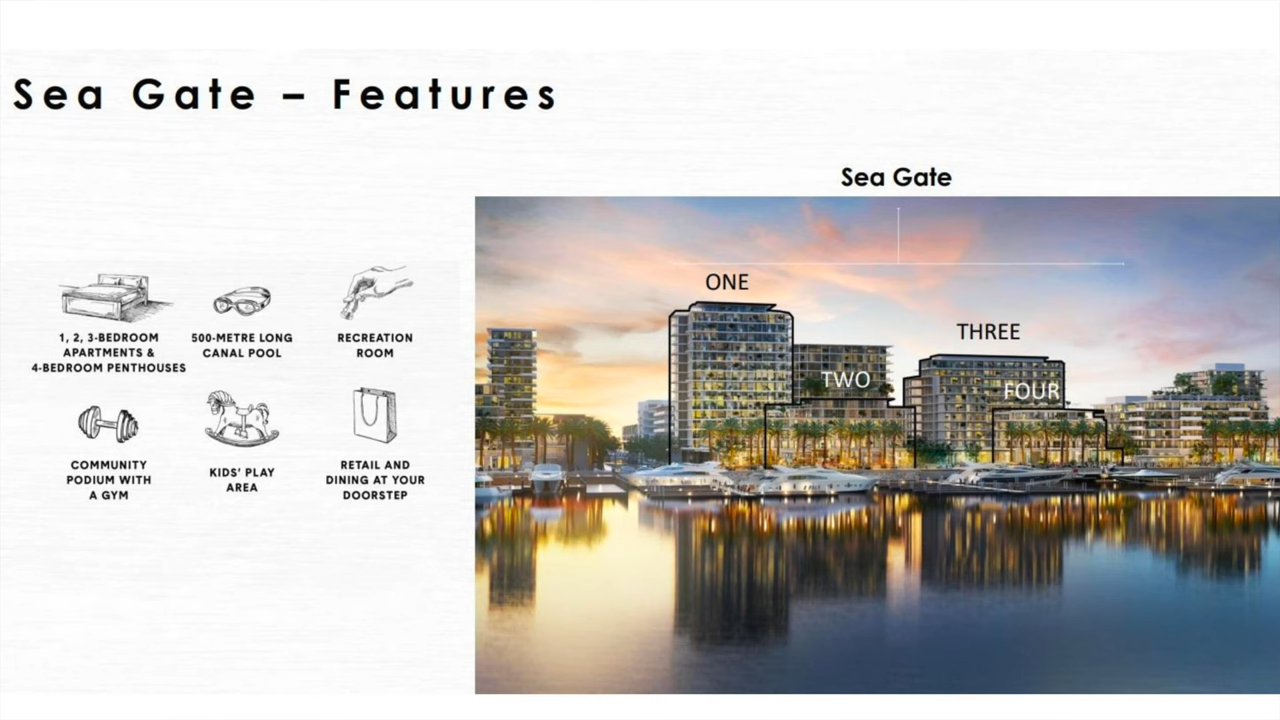 Sea Gate – Features
Sea Gate
1, 2, 3-BEDROOM
APARTMENTS &
4-BEDROOM PENTHOUSES
500-METRE LONG
CANAL POOL
RECREATION
ROOM
COMMUNITY
PODIUM WITH
A GYM
KIDS' PLAY
AREA
RETAIL AND
DINING AT YOUR
DOORSTEP
ONE
TWO
THREE
FOUR